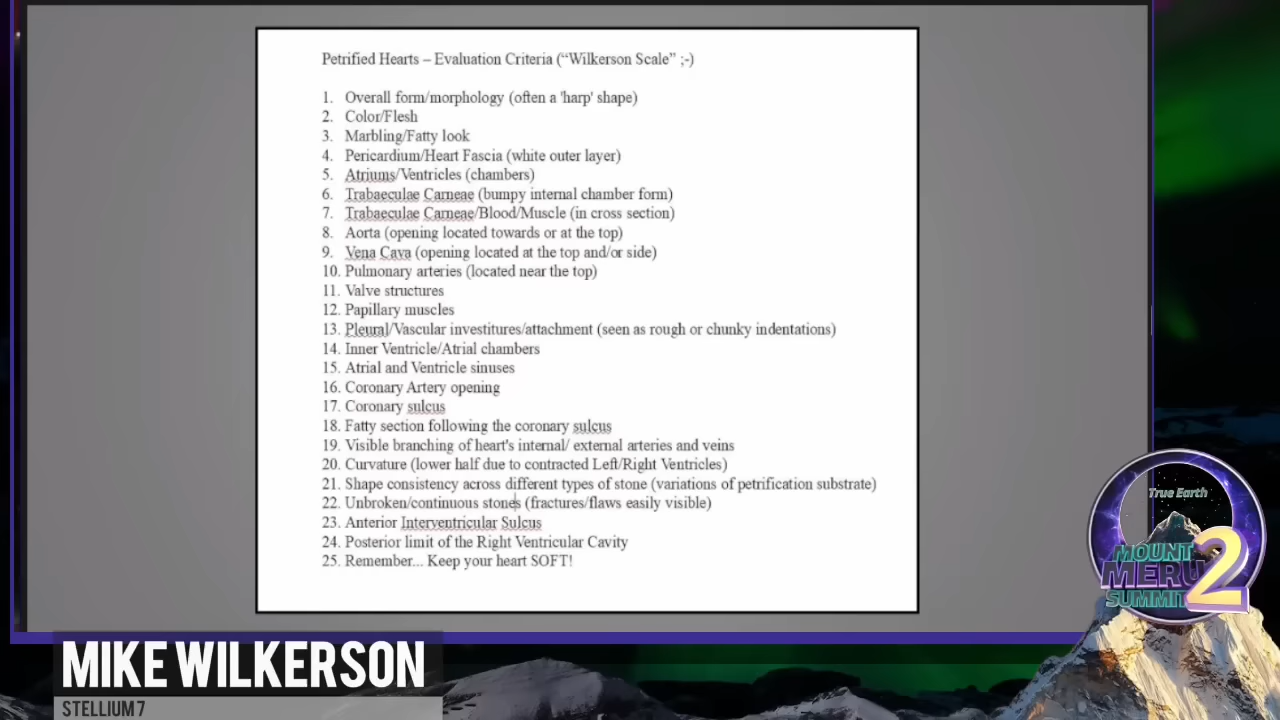 Petrified Hearts – Evaluation Criteria (“Wilkerson Scale” ;-)
1. Overall form/morphology (often a 'harp' shape)
2. Color/Flesh
3. Marbling/Fatty look
4. Pericardium/Heart Fascia (white outer layer)
5. Atriums/Ventricles (chambers)
6. Trabaeculae Carneae (bumpy internal chamber form)
7. Trabaeculae Carneae/Blood/Muscle (in cross section)
8. Aorta (opening located towards or at the top)
9. Vena Cava (opening located at the top and/or side)
10. Pulmonary arteries (located near the top)
11. Valve structures
12. Papillary muscles
13. Pleural/Vascular investitures/attachment (seen as rough or chunky indentations)
14. Inner Ventricle/Atrial chambers
15. Atrial and Ventricle sinuses
16. Coronary Artery opening
17. Coronary sulcus
18. Fatty section following the coronary sulcus
19. Visible branching of heart's internal/ external arteries and veins
20. Curvature (lower half due to contracted Left/Right Ventricles)
21. Shape consistency across different types of stone (variations of petrification substrate)
22. Unbroken/continuous stones (fractures/flaws easily visible)
23. Anterior Interventricular Sulcus
24. Posterior limit of the Right Ventricular Cavity
25. Remember... Keep your heart SOFT!
True Earth
MOUNT
MERU
SUMMIT
2
MIKE WILKERSON
STELLIUM7